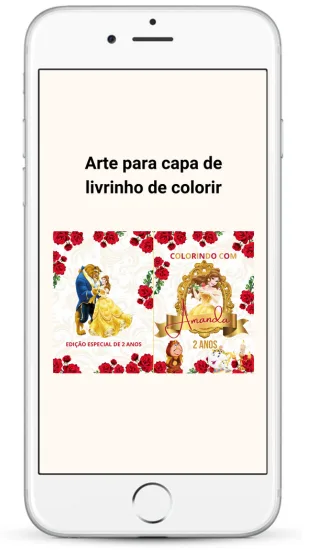 Arte para capa de
livrinho de colorir
COLORINDO COM
Amanda
2 ANOS
EDIÇÃO ESPECIAL DE 2 ANOS